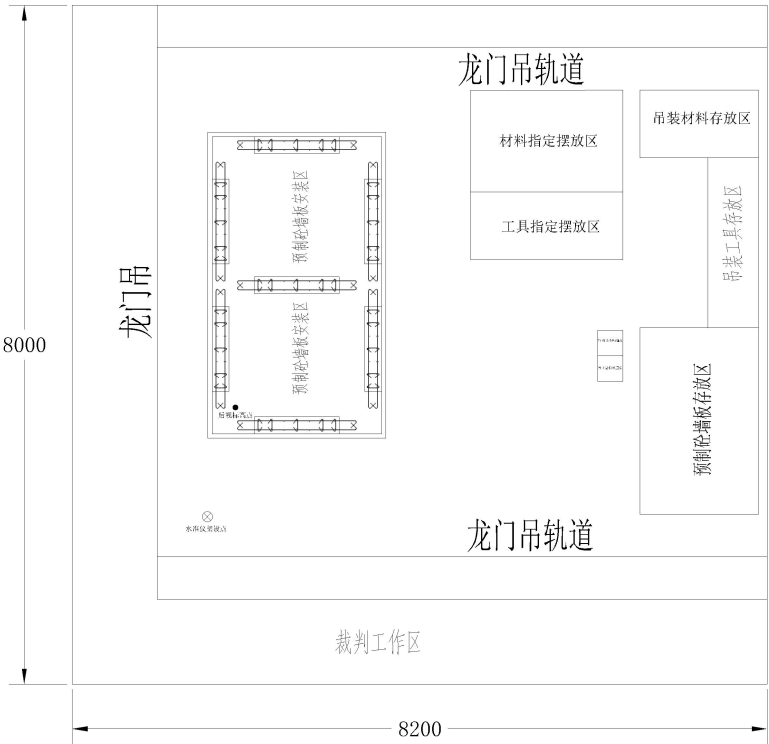 龙门吊轨道
材料指定摆放区
吊装材料存放区
工具指定摆放区
吊装工具存放区
预制砼墙板安装区
龙门吊
预制砼墙板安装区
8000
预制砼墙板存放区
后视标高点
水准仪架设点
龙门吊轨道
裁判工作区
8200